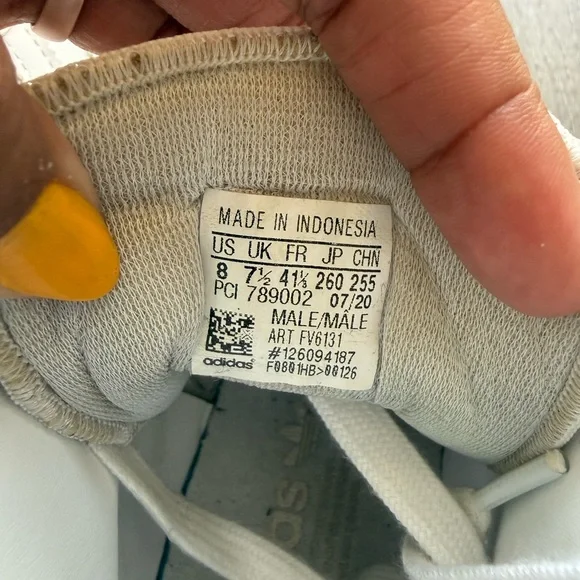 MADE IN INDONESIA
US UK FR JP CHN
8 7½ 41⅓ 260 255
PCI 789002 07/20
MALE/MÂLE
ART FV6131
#126094187
adidas F0801HB>00126